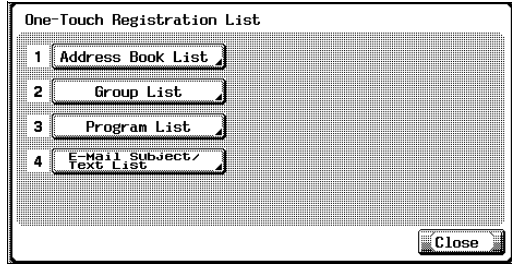 One-Touch Registration List
1 Address Book List
2 Group List
3 Program List
4 E-Mail Subject/
Text List
Close